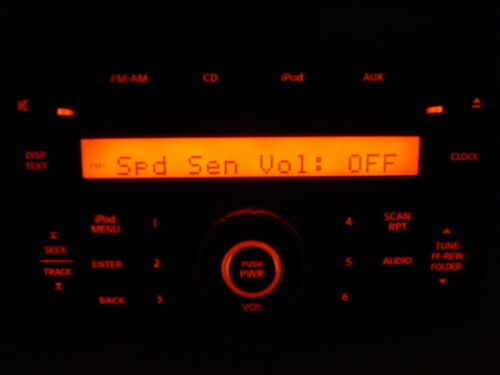 FM•AM CD iPod AUX
DISP TEXT
Spd Sen Vol: OFF
CLOCK
iPod MENU
1
4
SCAN RPT
SEEK
TRACK
ENTER
2
PUSH PWR
5
AUDIO
TUNE
FF•REW
FOLDER
BACK
3
VOL
6